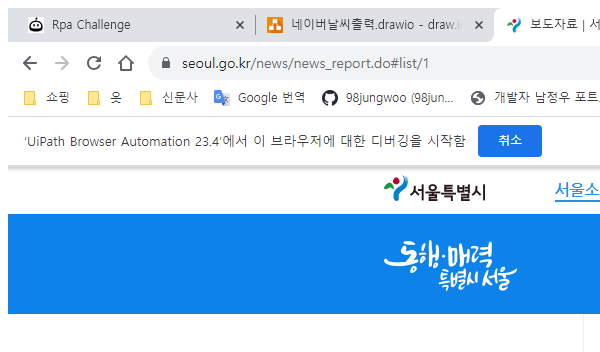 Rpa Challenge
네이버날씨출력.drawio - draw.i
보도자료 | 서
seoul.go.kr/news/news_report.do#list/1
쇼핑 옷 신문사 Google 번역 98jungwoo (98jun... 개발자 남정우 포트
'UiPath Browser Automation 23.4'에서 이 브라우저에 대한 디버깅을 시작함 취소
서울특별시 서울소
동행·매력
특별시 서울